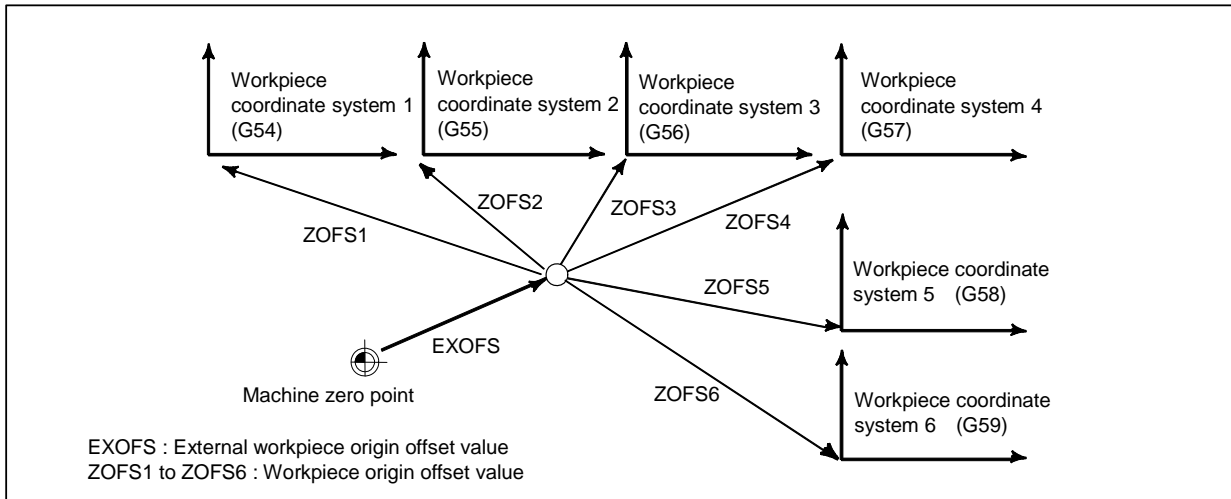 Workpiece
coordinate system 1
(G54)
Workpiece
coordinate system 2
(G55)
Workpiece
coordinate system 3
(G56)
Workpiece
coordinate system 4
(G57)
ZOFS1
ZOFS2
ZOFS3
ZOFS4
ZOFS5
Workpiece coordinate
system 5 (G58)
EXOFS
Machine zero point
ZOFS6
Workpiece coordinate
system 6 (G59)
EXOFS : External workpiece origin offset value
ZOFS1 to ZOFS6 : Workpiece origin offset value